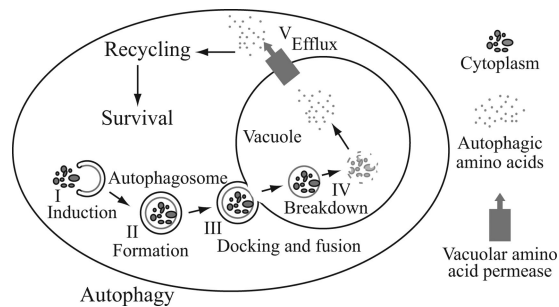 V
Efflux
Recycling
Survival
Vacuole
Autophagosome
I
Induction
II
Formation
III
Docking and fusion
IV
Breakdown
Autophagy
Cytoplasm
Autophagic
amino acids
Vacuolar amino
acid permease